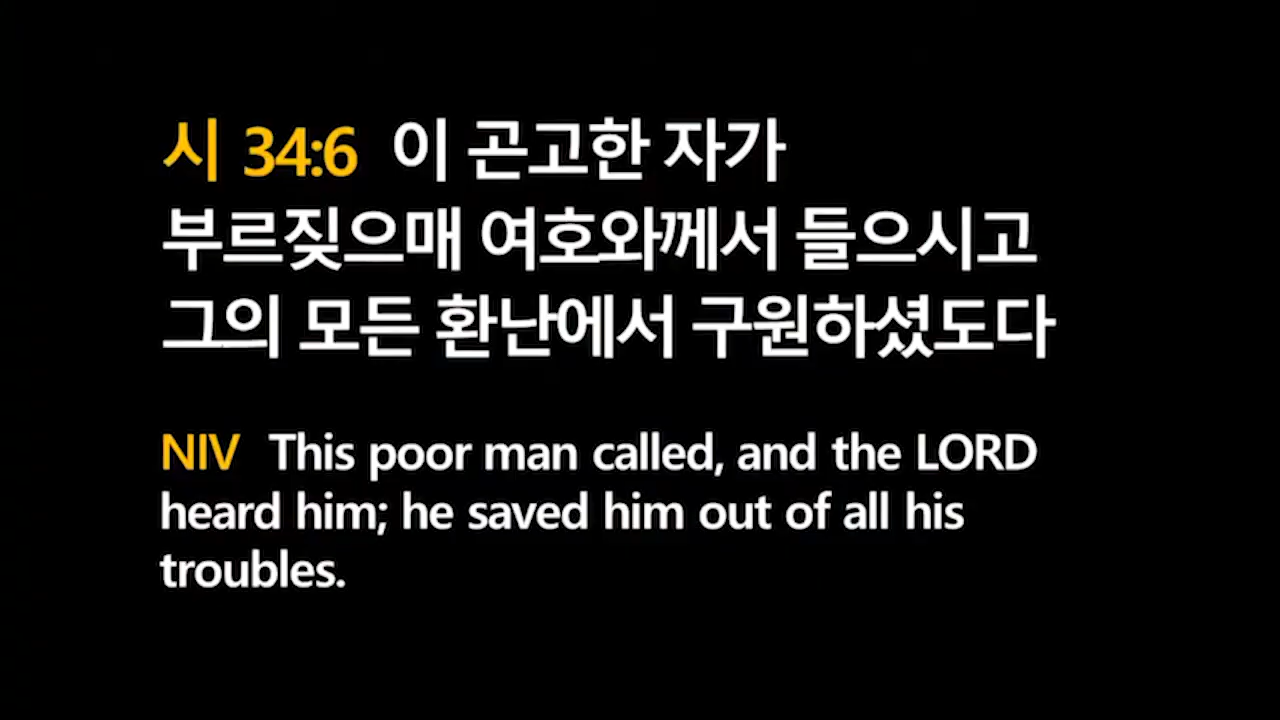 시 34:6 이 곤고한 자가
부르짖으매 여호와께서 들으시고
그의 모든 환난에서 구원하셨도다
NIV This poor man called, and the LORD
heard him; he saved him out of all his
troubles.